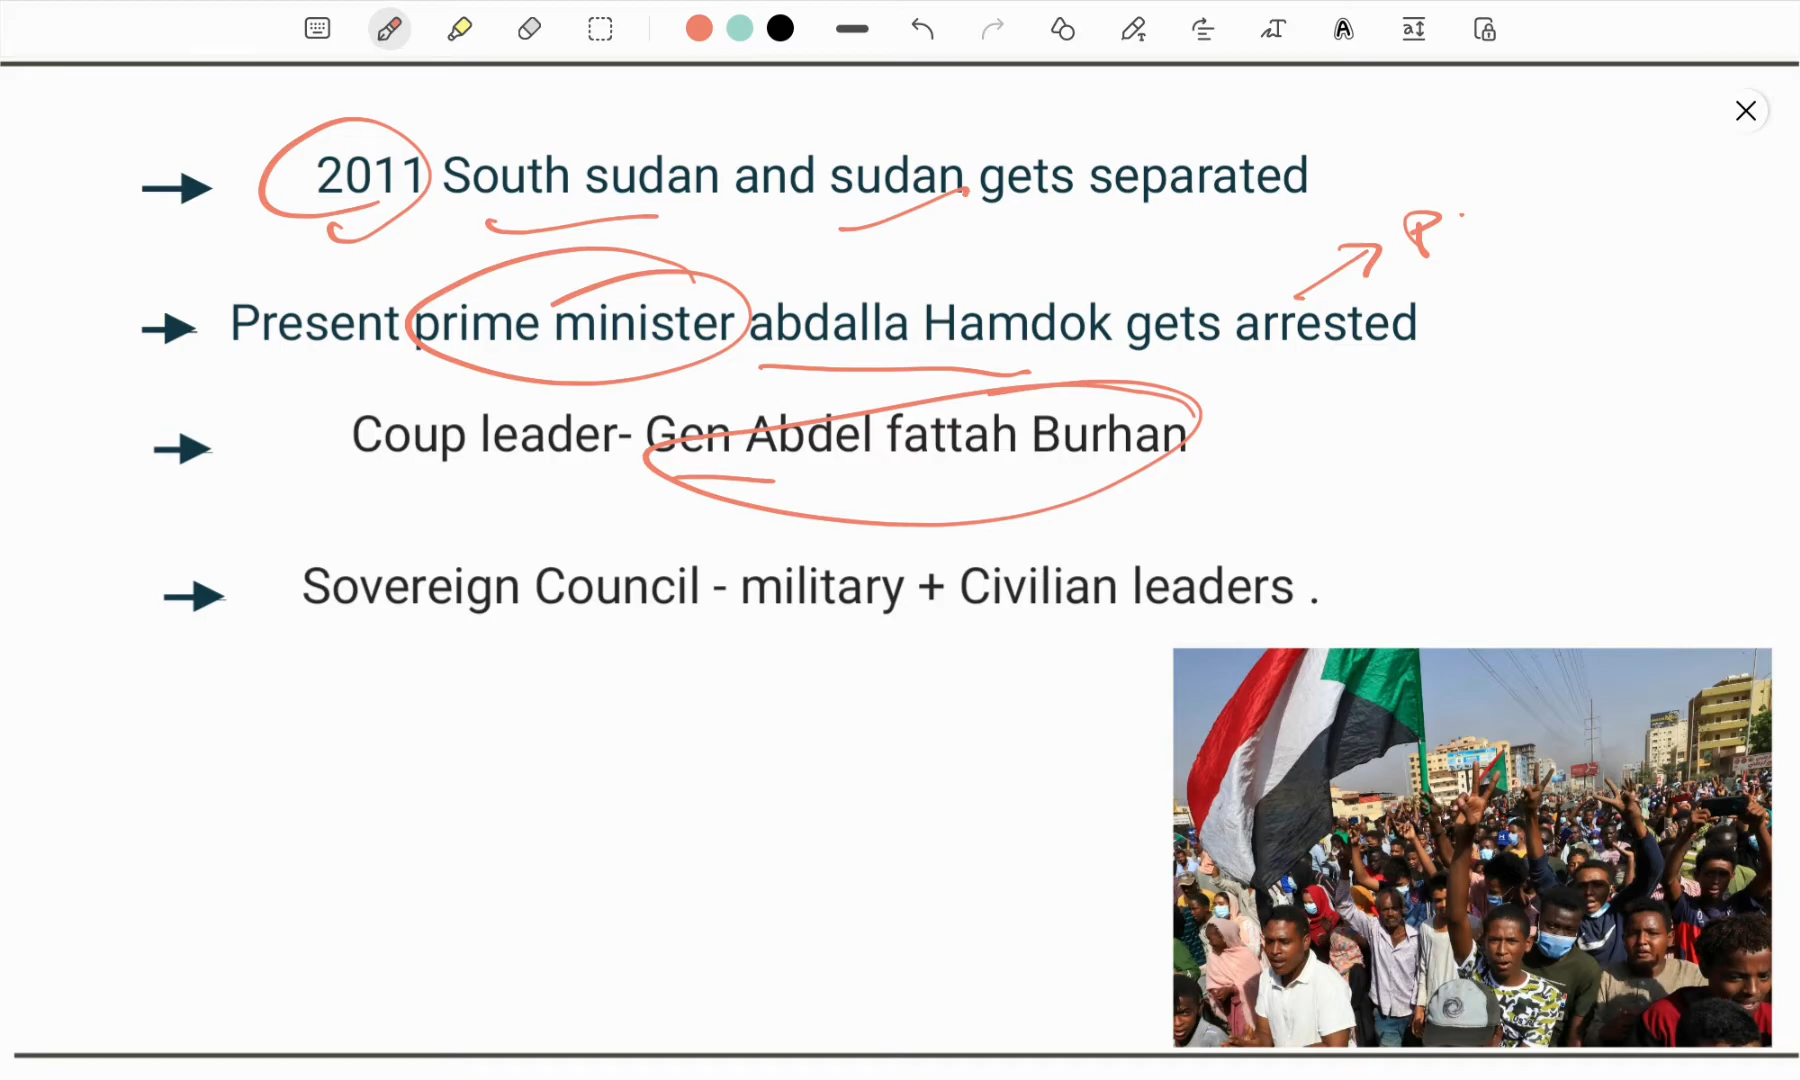 2011 South sudan and sudan gets separated
P
Present prime minister abdalla Hamdok gets arrested
Coup leader- Gen Abdel fattah Burhan
Sovereign Council - military + Civilian leaders .